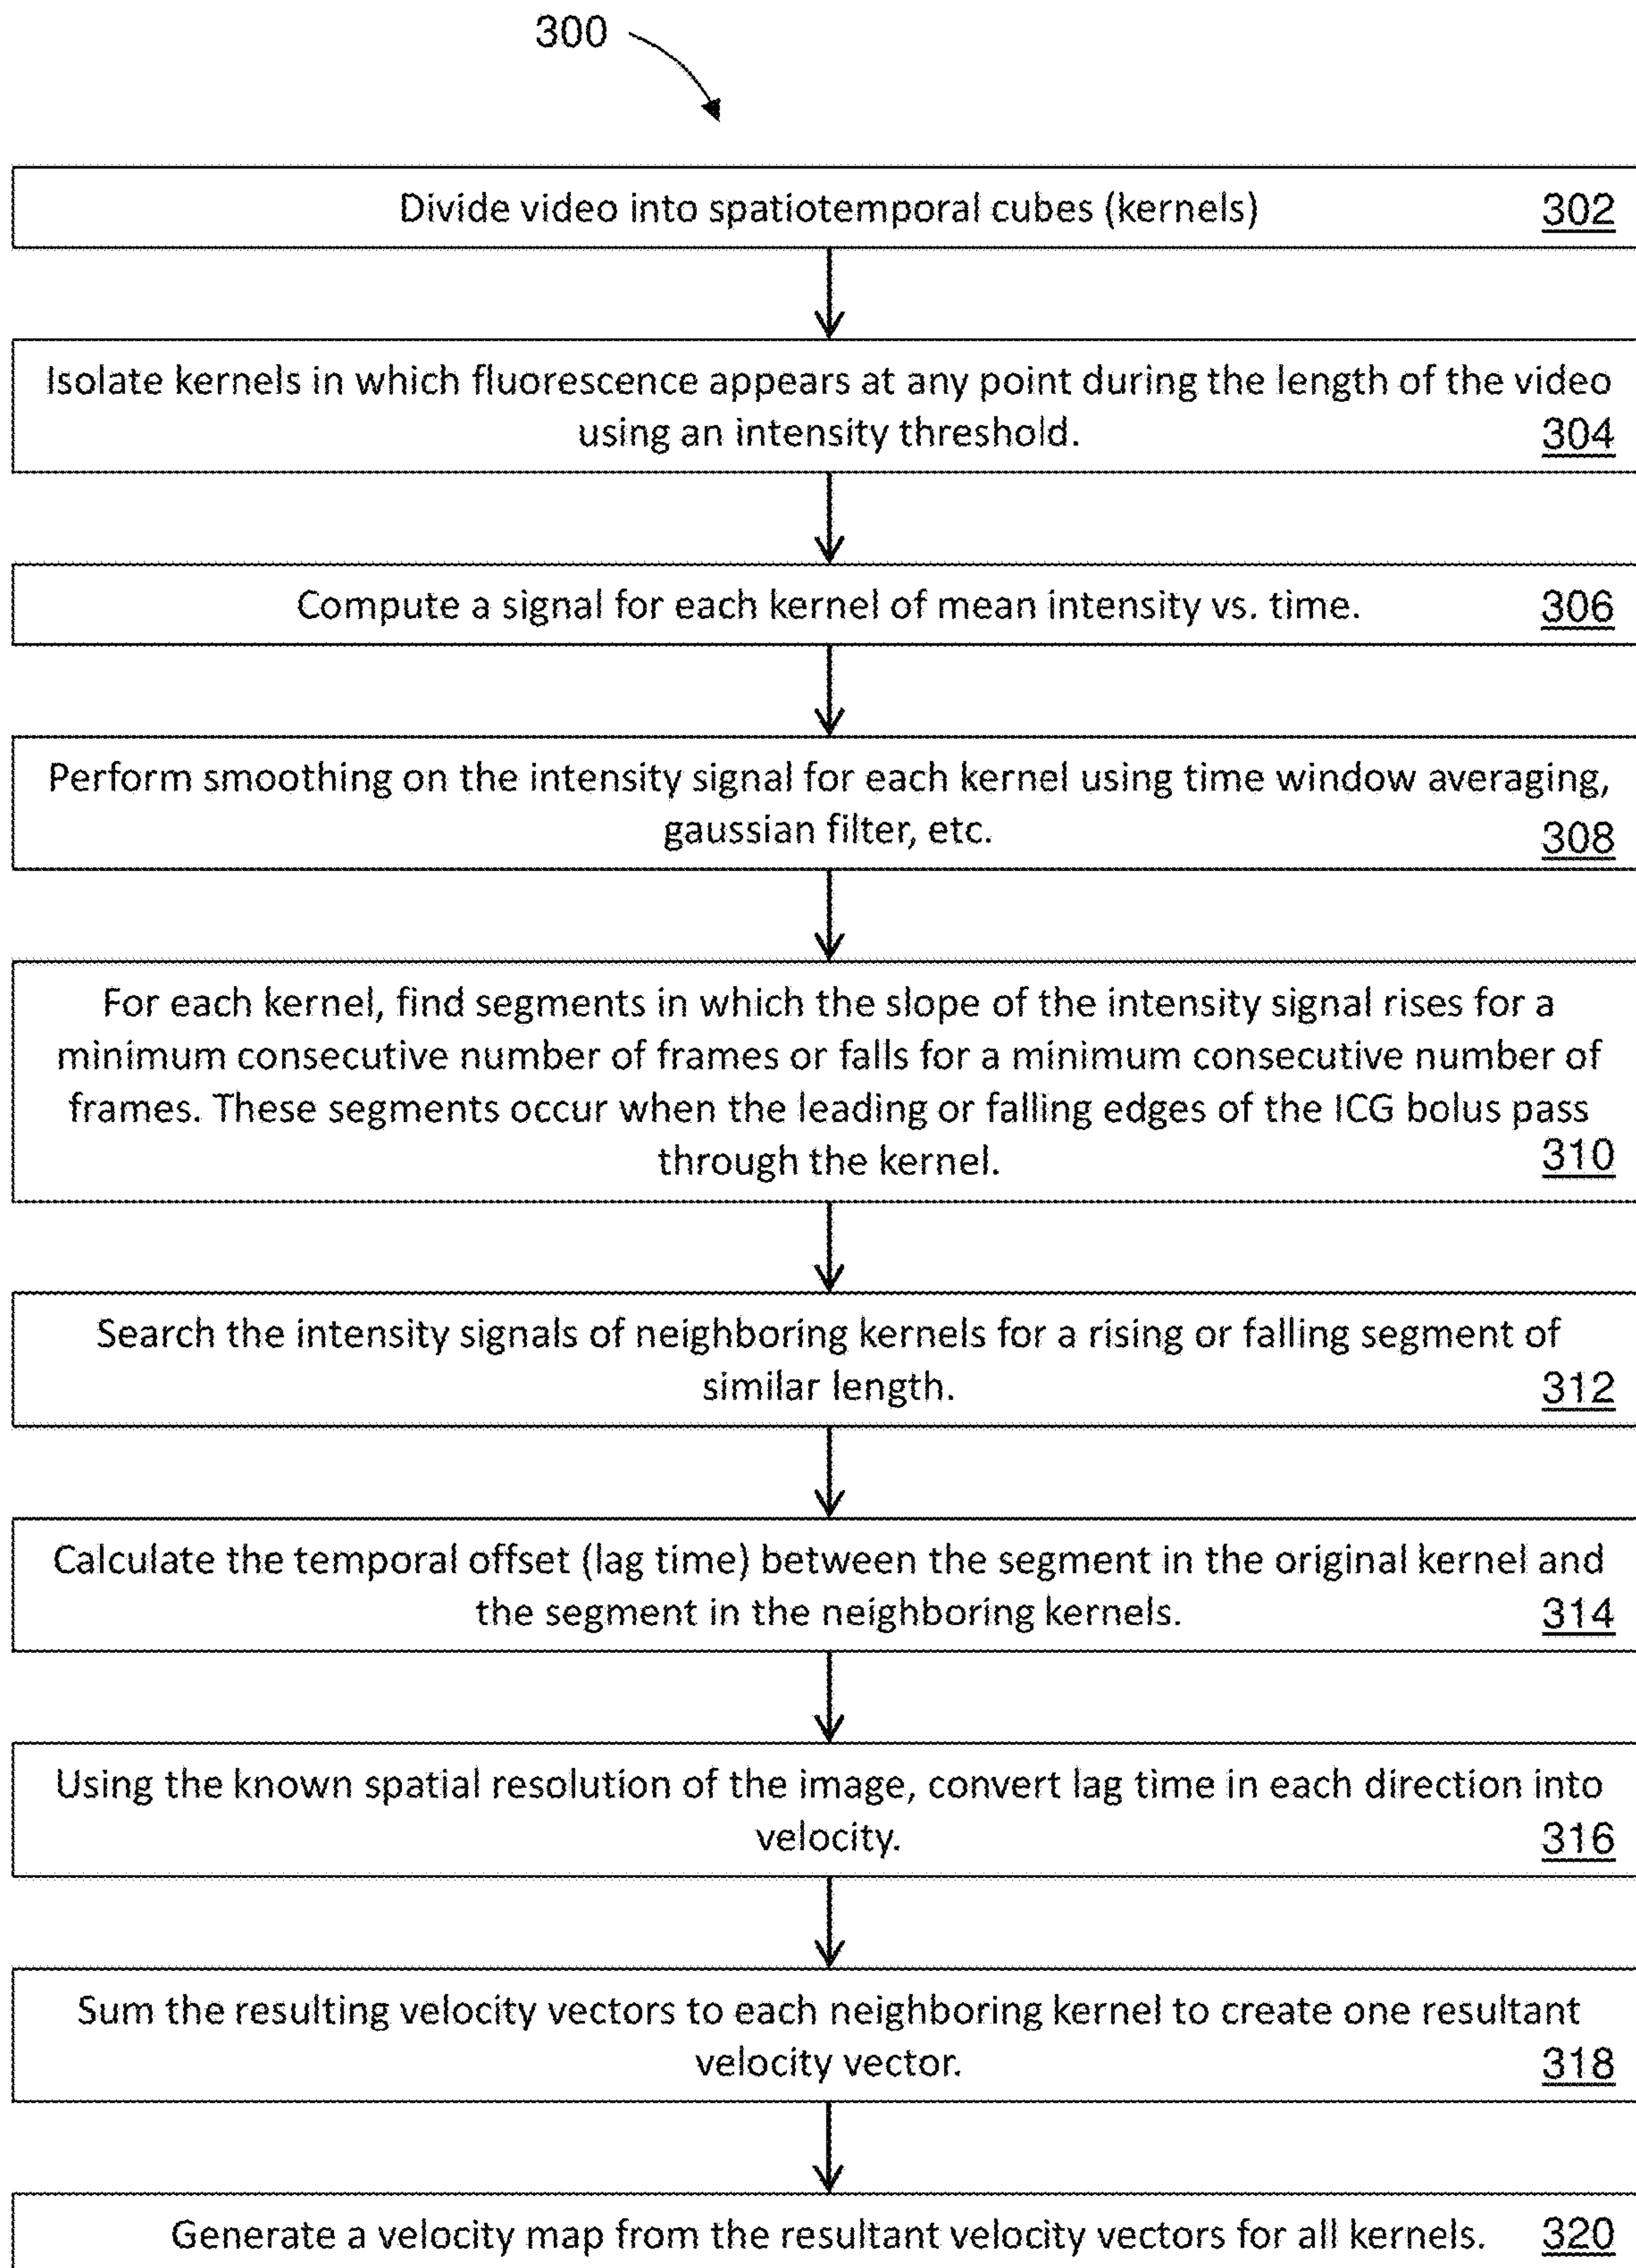 300
Divide video into spatiotemporal cubes (kernels) 302
Isolate kernels in which fluorescence appears at any point during the length of the video
using an intensity threshold. 304
Compute a signal for each kernel of mean intensity vs. time. 306
Perform smoothing on the intensity signal for each kernel using time window averaging,
gaussian filter, etc. 308
For each kernel, find segments in which the slope of the intensity signal rises for a
minimum consecutive number of frames or falls for a minimum consecutive number of
frames. These segments occur when the leading or falling edges of the ICG bolus pass
through the kernel. 310
Search the intensity signals of neighboring kernels for a rising or falling segment of
similar length. 312
Calculate the temporal offset (lag time) between the segment in the original kernel and
the segment in the neighboring kernels. 314
Using the known spatial resolution of the image, convert lag time in each direction into
velocity. 316
Sum the resulting velocity vectors to each neighboring kernel to create one resultant
velocity vector. 318
Generate a velocity map from the resultant velocity vectors for all kernels. 320